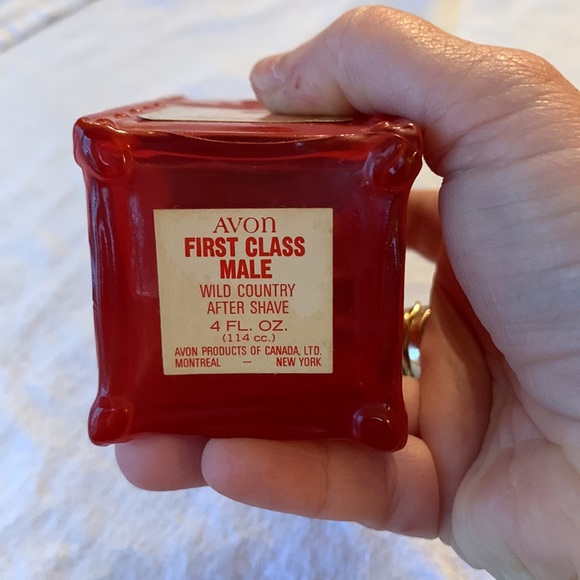 AVON
FIRST CLASS
MALE
WILD COUNTRY
AFTER SHAVE
4 FL. OZ.
(114 cc.)
AVON PRODUCTS OF CANADA, LTD.
MONTREAL — NEW YORK